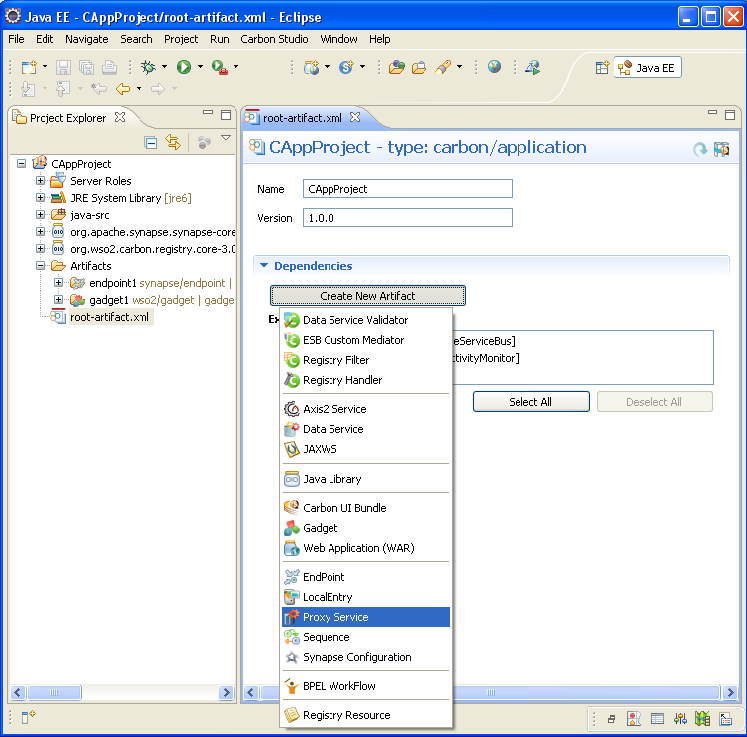 Java EE - CAppProject/root-artifact.xml - Eclipse
File Edit Navigate Search Project Run Carbon Studio Window Help
Java EE
Project Explorer
CAppProject
Server Roles
JRE System Library [jre6]
java-src
org.apache.synapse.synapse-core
org.wso2.carbon.registry.core-3.0
Artifacts
endpoint1 synapse/endpoint |
gadget1 wso2/gadget | gadge
root-artifact.xml
root-artifact.xml
CAppProject - type: carbon/application
Name CAppProject
Version 1.0.0
Dependencies
Create New Artifact
Ex
eServiceBus]
ctivityMonitor]
Select All Deselect All
Data Service Validator
ESB Custom Mediator
Registry Filter
Registry Handler
Axis2 Service
Data Service
JAXWS
Java Library
Carbon UI Bundle
Gadget
Web Application (WAR)
EndPoint
LocalEntry
Proxy Service
Sequence
Synapse Configuration
BPEL WorkFlow
Registry Resource